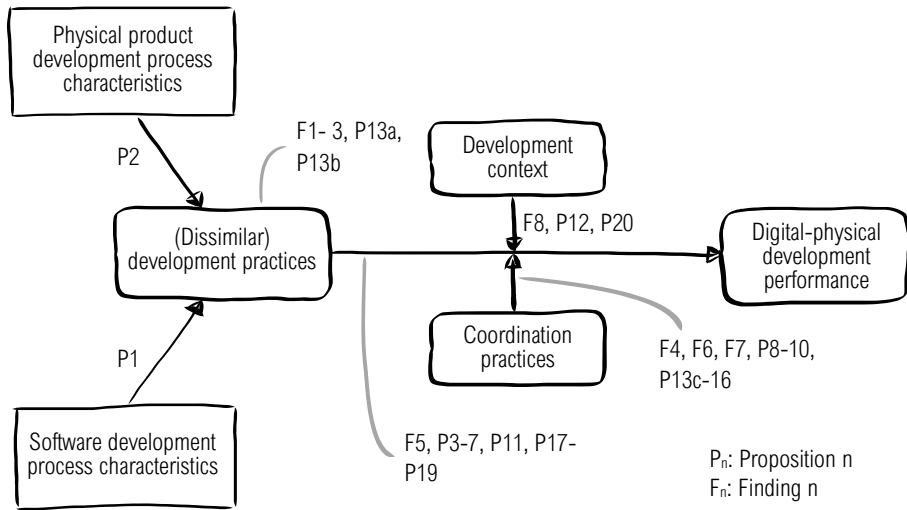 Physical product
development process
characteristics
P2
F1- 3, P13a,
P13b
Development
context
F8, P12, P20
(Dissimilar)
development practices
Digital-physical
development
performance
Coordination
practices
P1
F4, F6, F7, P8-10,
P13c-16
Software development
process characteristics
F5, P3-7, P11, P17-
P19
Pn: Proposition n
Fn: Finding n